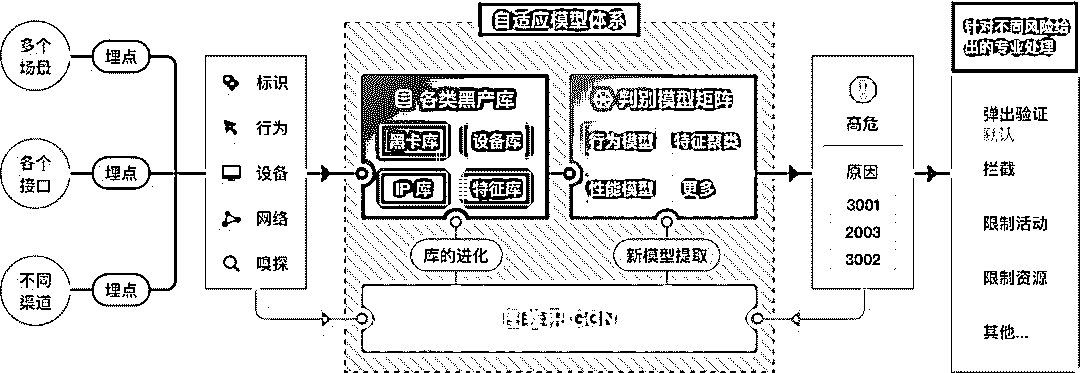 多个
场景
埋点
各个
接口
埋点
不同
渠道
埋点
标识
行为
设备
网络
嗅探
自适应模型体系
各类黑产库
黑卡库
设备库
IP 库
特征库
库的进化
判别模型矩阵
行为模型
特征聚类
性能模型
更多
新模型提取
高危
原因
3001
2003
3002
针对不同风险给
出的专业处理
弹出验证
默认
拦截
限制活动
限制资源
其他...